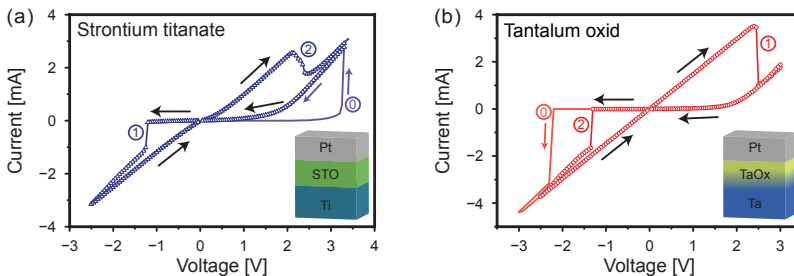 (a)
Strontium titanate
Current [mA]
4
2
0
−2
−4
−3
−2
−1
0
1
2
3
4
Voltage [V]
①
②
⓪
Pt
STO
Ti
(b)
Tantalum oxid
Current [mA]
4
2
0
−2
−4
−3
−2
−1
0
1
2
3
Voltage [V]
⓪
②
①
Pt
TaOx
Ta